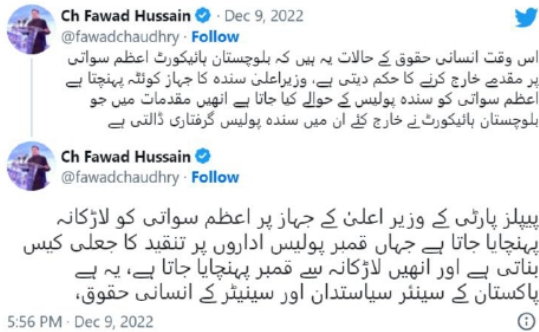 Ch Fawad Hussain · Dec 9, 2022
@fawadchaudhry · Follow
اس وقت انسانی حقوق کے حالات یہ ہیں کہ بلوچستان ہائیکورٹ اعظم سواتی
پر مقدمے خارج کرنے کا حکم دیتی ہے، وزیراعلیٰ سندہ کا جہاز کوئٹہ پہنچتا ہے
اعظم سواتی کو سندہ پولیس کے حوالے کیا جاتا ہے انھیں مقدمات میں جو
بلوچستان ہائیکورٹ نے خارج کئے ان میں سندہ پولیس گرفتاری ڈالتی ہے
Ch Fawad Hussain
@fawadchaudhry · Follow
پیپلز پارٹی کے وزیر اعلیٰ کے جہاز پر اعظم سواتی کو لاڑکانہ
پہنچایا جاتا ہے جہاں قمبر پولیس اداروں پر تنقید کا جعلی کیس
بناتی ہے اور انھیں لاڑکانہ سے قمبر پہنچایا جاتا ہے، یہ ہے
پاکستان کے سینئر سیاستدان اور سینیٹر کے انسانی حقوق،
5:56 PM · Dec 9, 2022